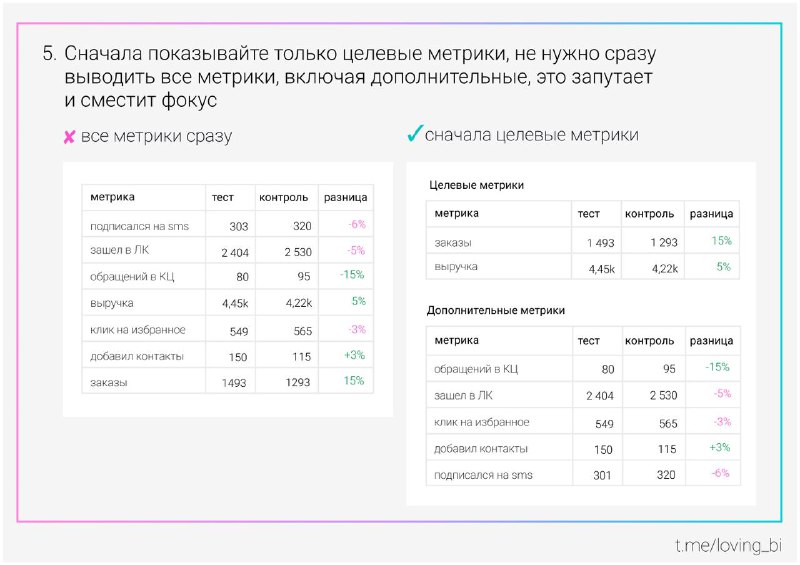 5. Сначала показывайте только целевые метрики, не нужно сразу
выводить все метрики, включая дополнительные, это запутает
и сместит фокус
✘ все метрики сразу
метрика тест контроль разница
подписался на sms 303 320 -6%
зашел в ЛК 2 404 2 530 -5%
обращений в КЦ 80 95 -15%
выручка 4,45k 4,22k 5%
клик на избранное 549 565 -3%
добавил контакты 150 115 +3%
заказы 1493 1293 15%
✓ сначала целевые метрики
Целевые метрики
метрика тест контроль разница
заказы 1 493 1 293 15%
выручка 4,45k 4,22k 5%
Дополнительные метрики
метрика тест контроль разница
обращений в КЦ 80 95 -15%
зашел в ЛК 2 404 2 530 -5%
клик на избранное 549 565 -3%
добавил контакты 150 115 +3%
подписался на sms 301 320 -6%
t.me/loving_bi